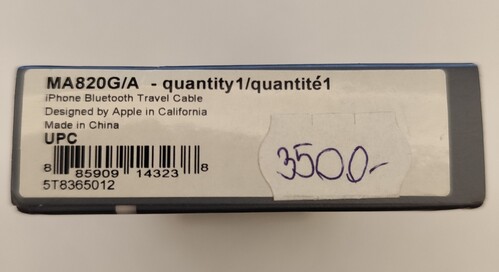 MA820G/A - quantity1/quantité1
iPhone Bluetooth Travel Cable
Designed by Apple in California
Made in China
UPC
3500,-
8 85909 14323 8
5T8365012